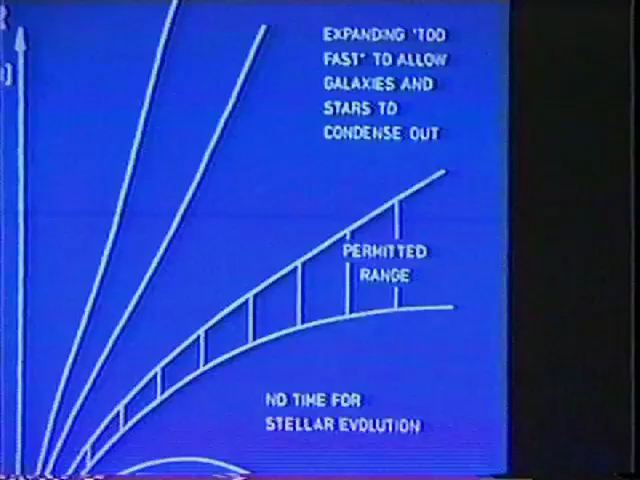 EXPANDING 'TOO
FAST' TO ALLOW
GALAXIES AND
STARS TO
CONDENSE OUT
PERMITTED
RANGE
NO TIME FOR
STELLAR EVOLUTION